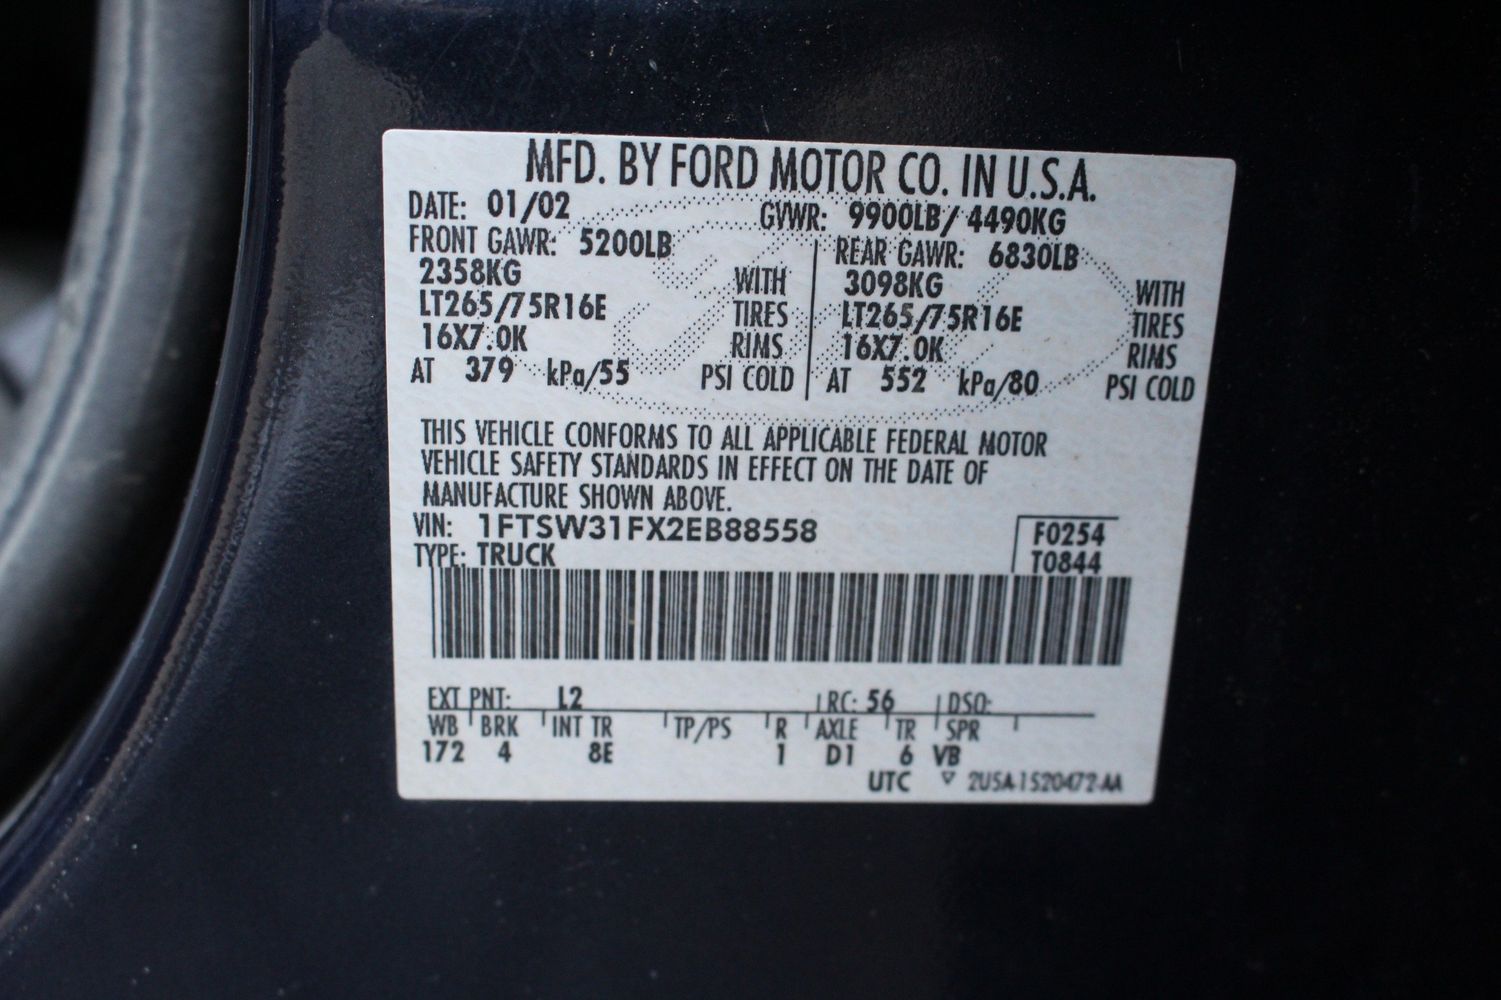 MFD. BY FORD MOTOR CO. IN U.S.A.
DATE: 01/02 GVWR: 9900LB/ 4490KG
FRONT GAWR: 5200LB REAR GAWR: 6830LB
2358KG WITH 3098KG WITH
LT265/75R16E TIRES LT265/75R16E TIRES
16X7.0K RIMS 16X7.0K RIMS
AT 379 kPa/55 PSI COLD AT 552 kPa/80 PSI COLD
THIS VEHICLE CONFORMS TO ALL APPLICABLE FEDERAL MOTOR
VEHICLE SAFETY STANDARDS IN EFFECT ON THE DATE OF
MANUFACTURE SHOWN ABOVE.
VIN: 1FTSW31FX2EB88558 F0254
TYPE: TRUCK T0844
EXT PNT: L2 RC: 56 DSO:
WB BRK INT TR TP/PS R AXLE TR SPR
172 4 8E 1 D1 6 VB
UTC ▽ 2U5A-1520472-AA